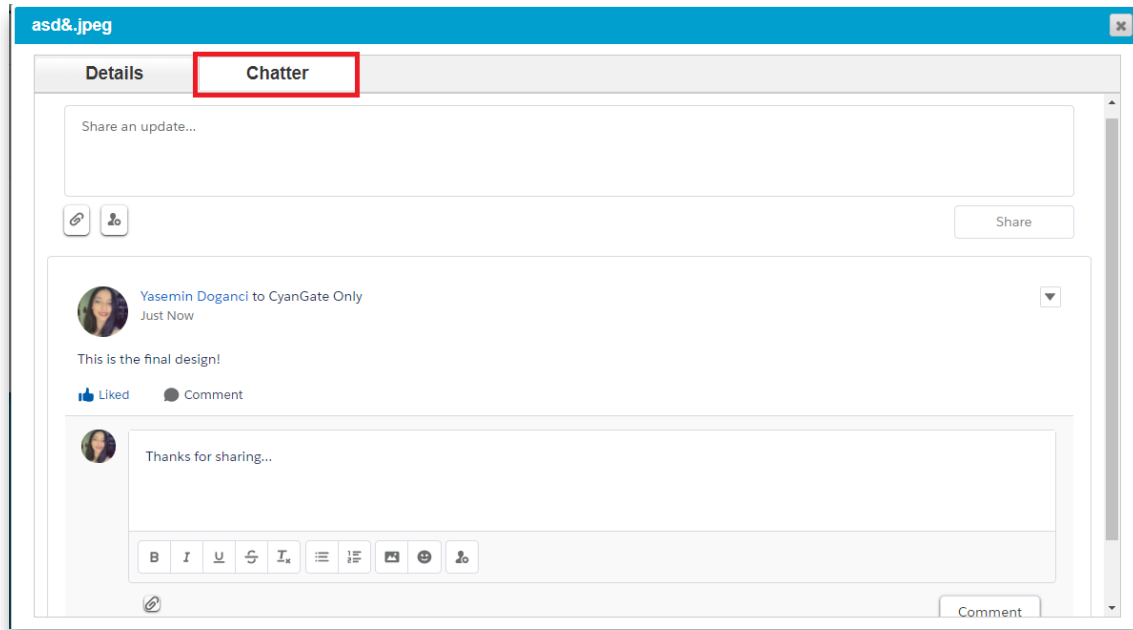 asd&.jpeg
Details
Chatter
Share an update...
Share
Yasemin Doganci to CyanGate Only
Just Now
This is the final design!
Liked
Comment
Thanks for sharing...
B I U S Ix
Comment